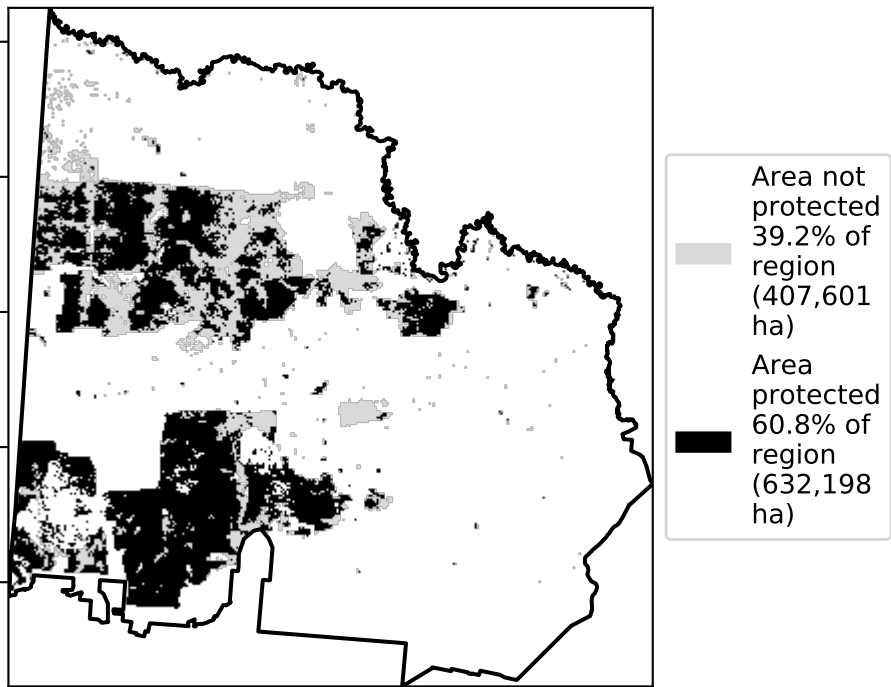 Area not
protected
39.2% of
region
(407,601
ha)
Area
protected
60.8% of
region
(632,198
ha)